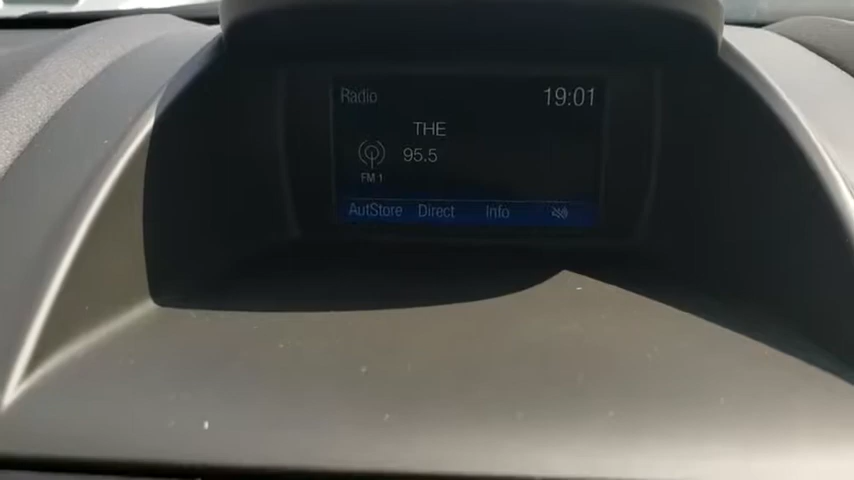 Radio 19:01
THE
95.5
FM 1
AutStore Direct Info